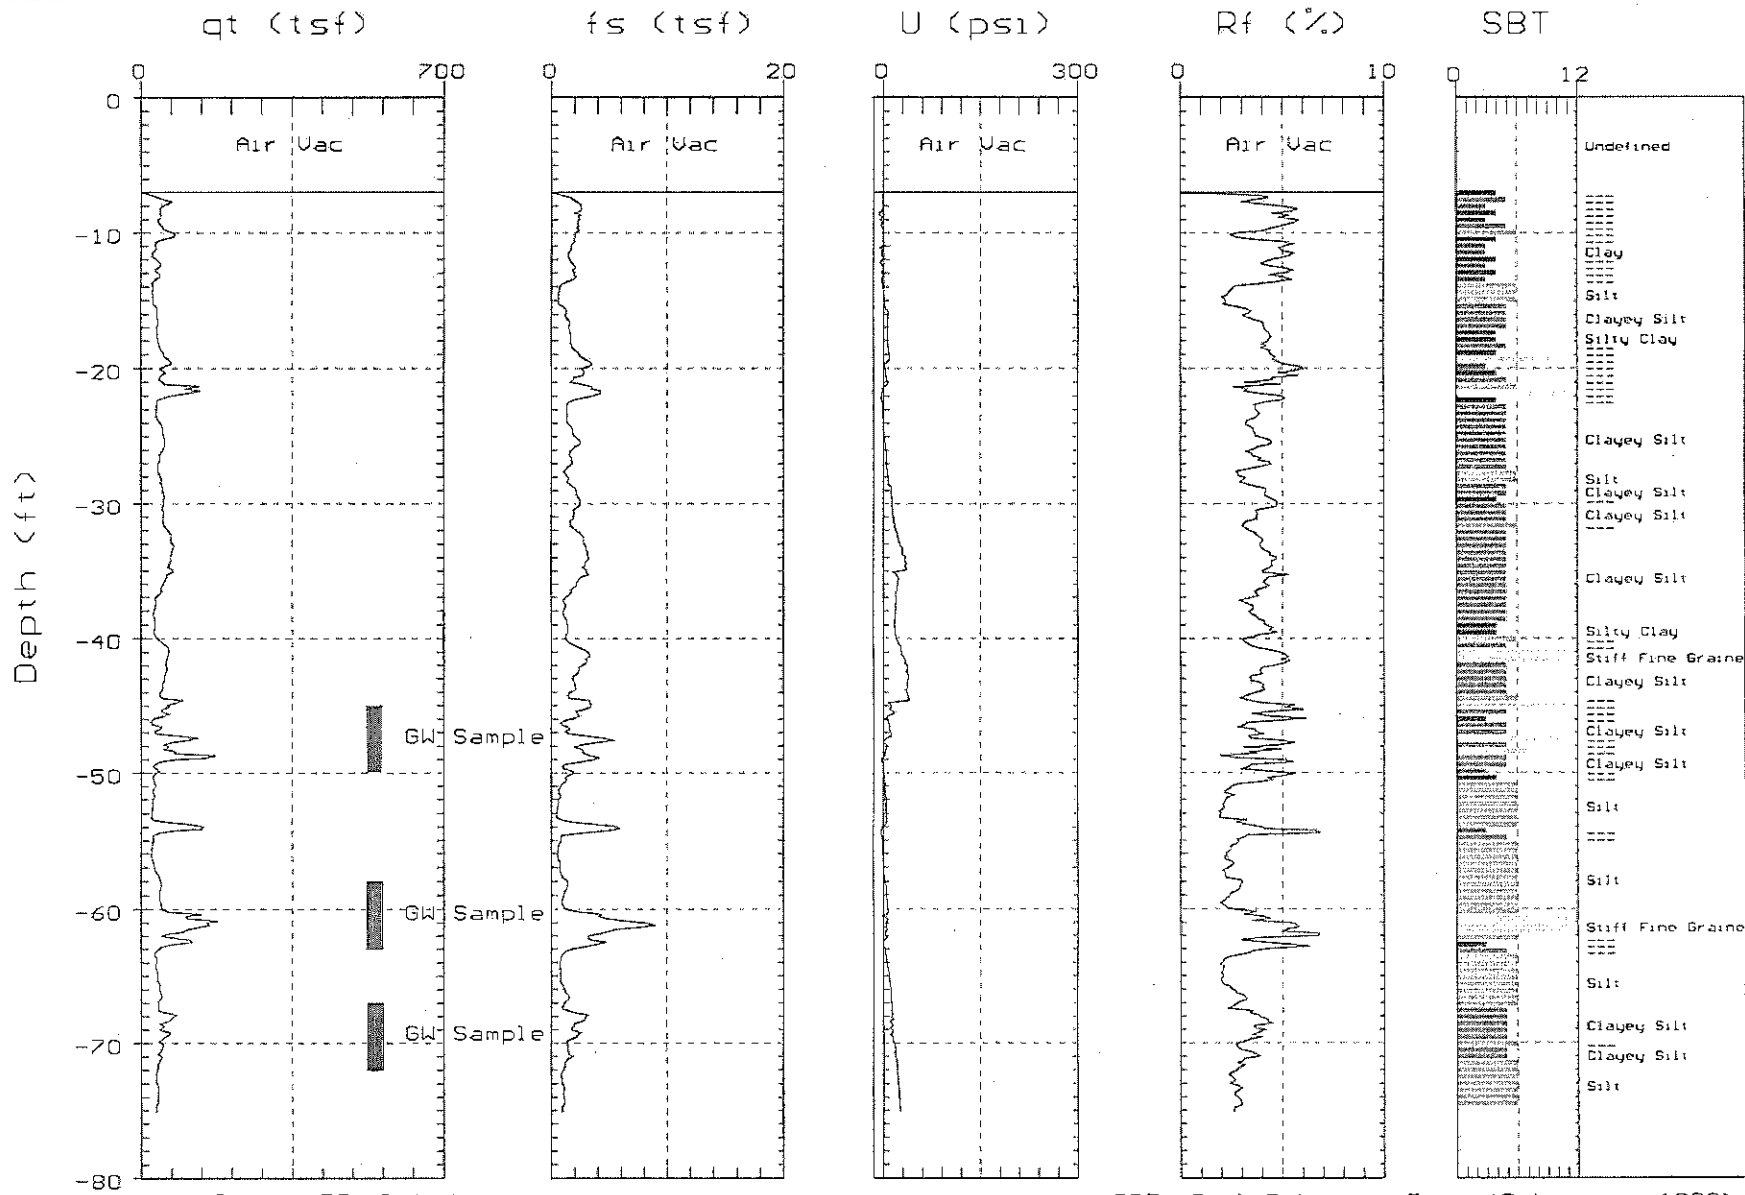 qt (tsf) fs (tsf) U (psi) Rf (%) SBT
0 700 0 20 0 300 0 10 0 12
0
Air Vac Air Vac Air Vac Air Vac Undefined
-10
===
Clay
===
Silt
Clayey Silt
Silty Clay
-20
===
Clayey Silt
Silt
Clayey Silt
-30
Clayey Silt
===
Clayey Silt
Depth (ft)
Silty Clay
-40
===
Stiff Fine Graine
Clayey Silt
===
GW Sample
Clayey Silt
===
Clayey Silt
-50
===
Silt
===
Silt
-60 GW Sample
Stiff Fine Graine
===
Silt
GW Sample
Clayey Silt
-70
===
Clayey Silt
Silt
-80